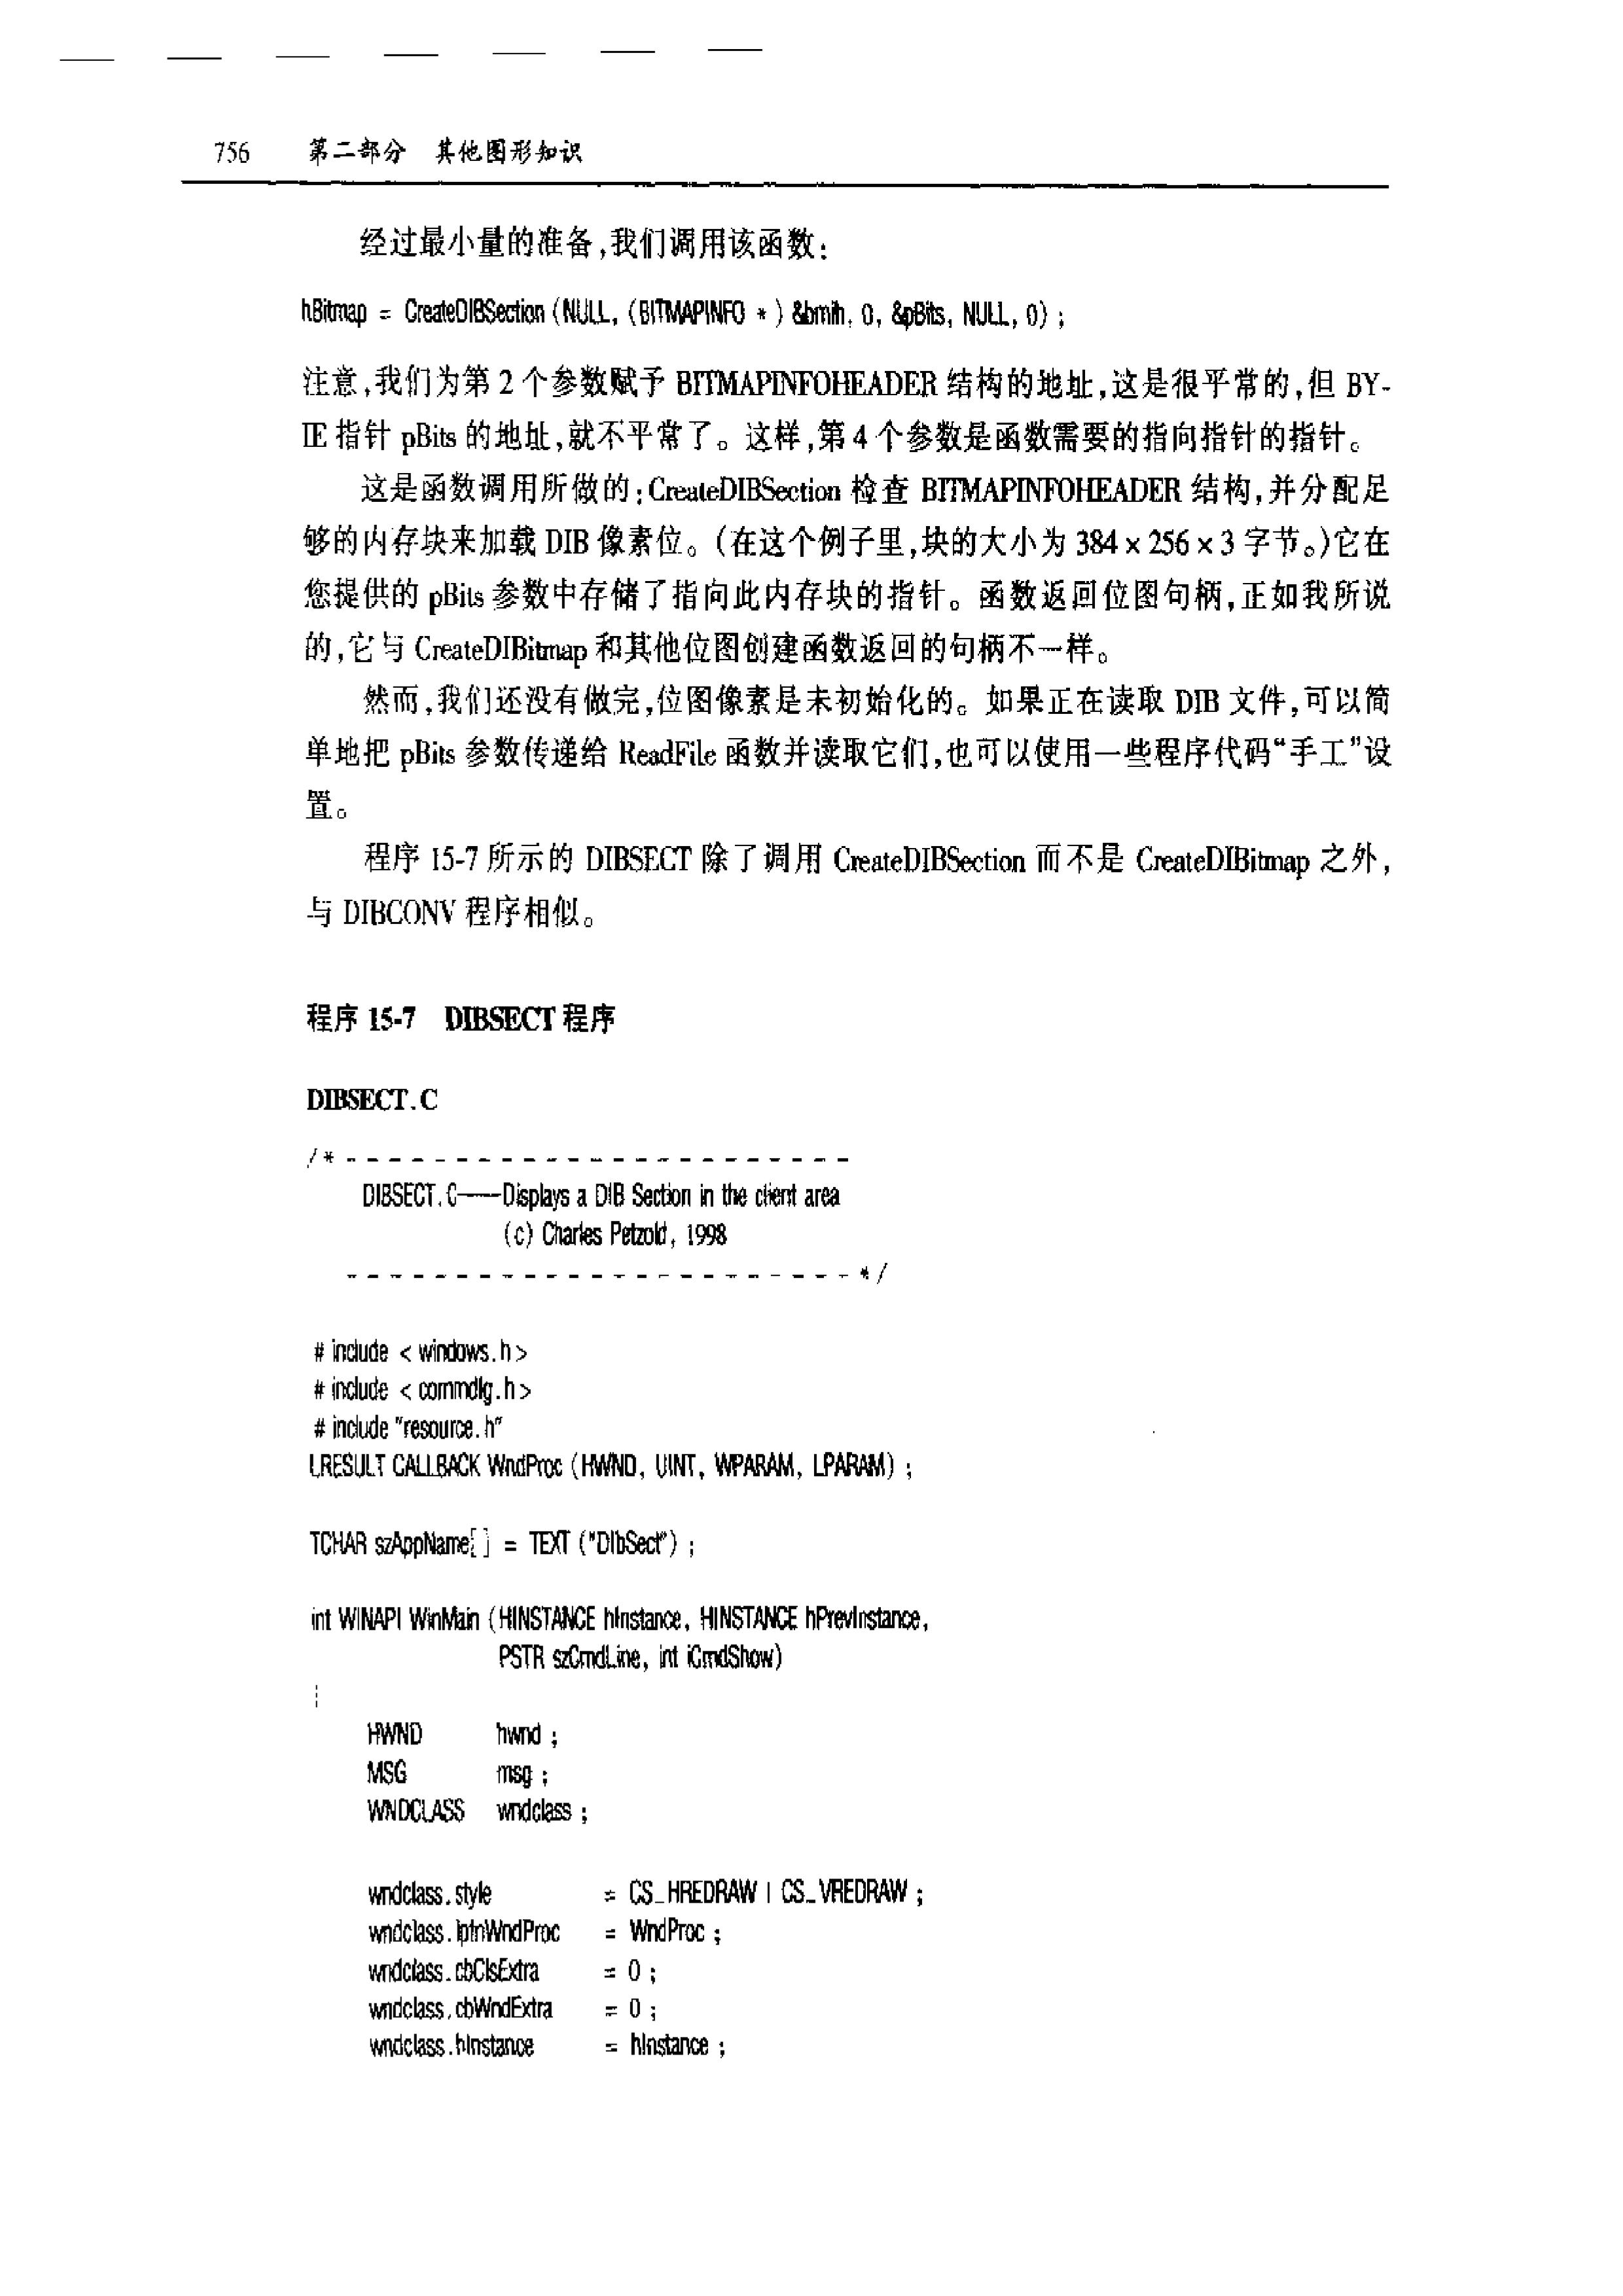 756 第二部分 其他图形知识
经过最小量的准备,我们调用该函数:
hBitmap = CreateDIBSection (NULL, (BITMAPINFO * ) &bmih, 0, &pBits, NULL, 0) ;
注意,我们为第 2 个参数赋予 BITMAPINFOHEADER 结构的地址,这是很平常的,但 BY-
TE 指针 pBits 的地址,就不平常了。这样,第 4 个参数是函数需要的指向指针的指针。
这是函数调用所做的:CreateDIBSection 检查 BITMAPINFOHEADER 结构,并分配足
够的内存块来加载 DIB 像素位。(在这个例子里,块的大小为 384 × 256 × 3 字节。)它在
您提供的 pBits 参数中存储了指向此内存块的指针。函数返回位图句柄,正如我所说
的,它与 CreateDIBitmap 和其他位图创建函数返回的句柄不一样。
然而,我们还没有做完,位图像素是未初始化的。如果正在读取 DIB 文件,可以简
单地把 pBits 参数传递给 ReadFile 函数并读取它们,也可以使用一些程序代码“手工”设
置。
程序 15-7 所示的 DIBSECT 除了调用 CreateDIBSection 而不是 CreateDIBitmap 之外,
与 DIBCONV 程序相似。
程序 15-7 DIBSECT 程序
DIBSECT.C
/* - - - - - - - - - - - - - - - - - - - - - - -
DIBSECT.C——Displays a DIB Section in the client area
(c) Charles Petzold, 1998
- - - - - - - - - - - - - - - - - - - - - - - */
# include < windows.h >
# include < commdlg.h >
# include "resource.h"
LRESULT CALLBACK WndProc (HWND, UINT, WPARAM, LPARAM) ;
TCHAR szAppName[ ] = TEXT ("DIbSect") ;
int WINAPI WinMain (HINSTANCE hInstance, HINSTANCE hPrevInstance,
PSTR szCmdLine, int iCmdShow)
{
HWND hwnd ;
MSG msg ;
WNDCLASS wndclass ;
wndclass.style = CS_HREDRAW | CS_VREDRAW ;
wndclass.lpfnWndProc = WndProc ;
wndclass.cbClsExtra = 0 ;
wndclass.cbWndExtra = 0 ;
wndclass.hInstance = hInstance ;